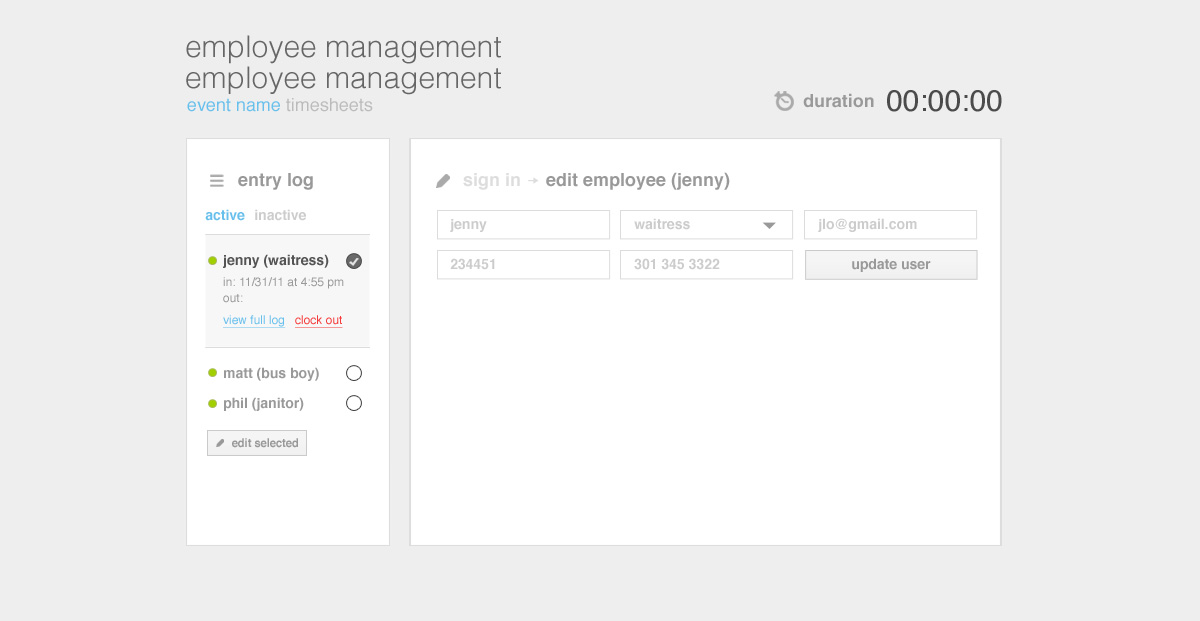 employee management
employee management
event name timesheets
duration 00:00:00
entry log
active inactive
jenny (waitress)
in: 11/31/11 at 4:55 pm
out:
view full log clock out
matt (bus boy)
phil (janitor)
edit selected
sign in → edit employee (jenny)
jenny waitress jlo@gmail.com
234451 301 345 3322 update user